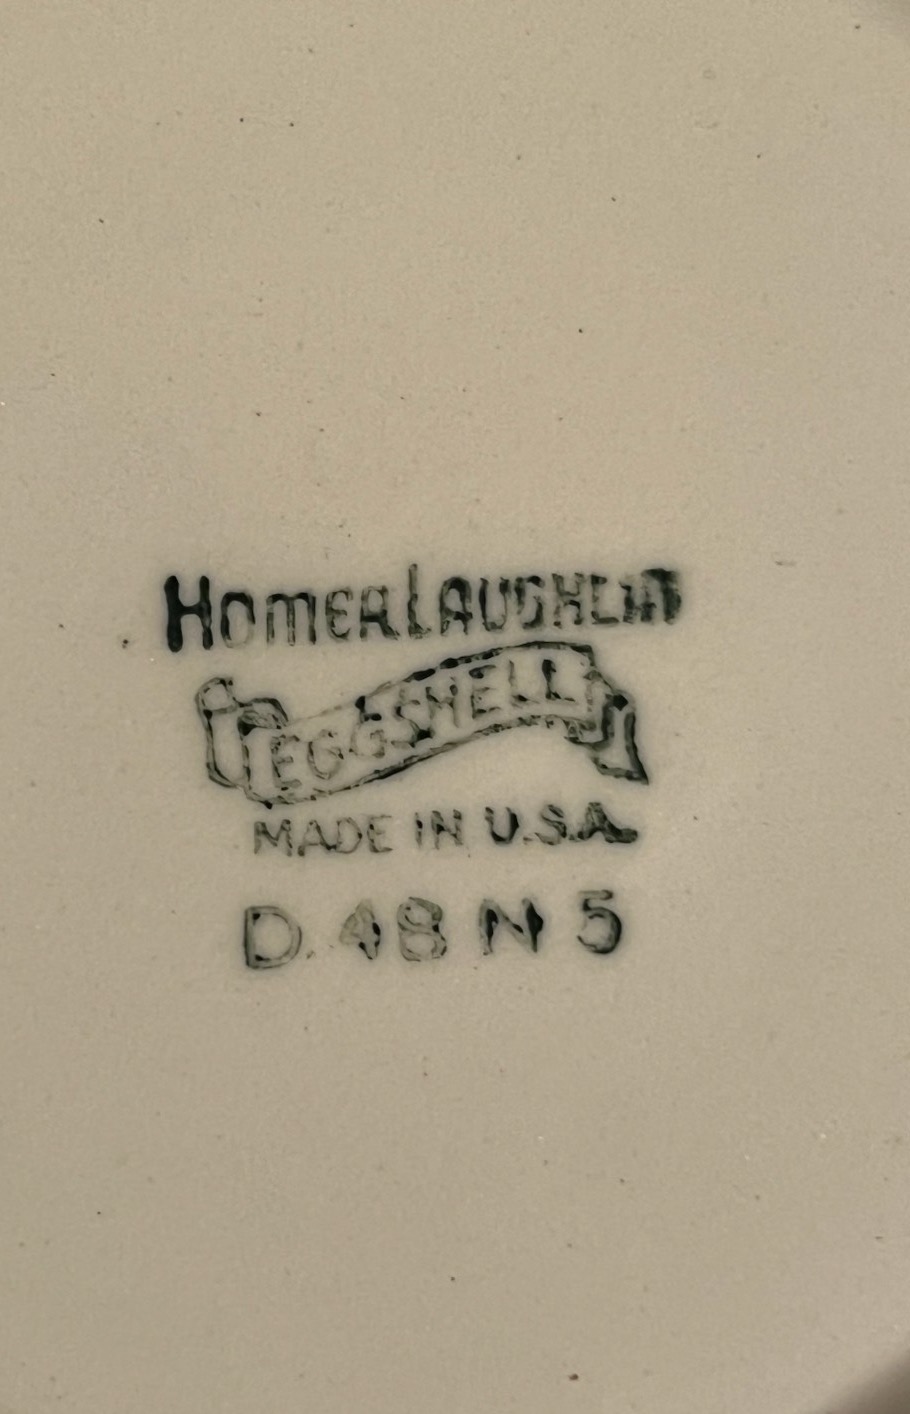 Homer Laughlin
EGGSHELL
MADE IN U.S.A.
D 48 N 5